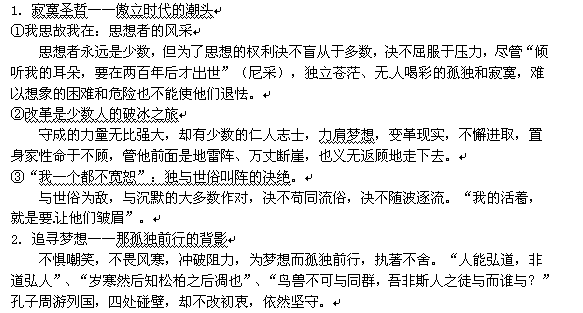 1. 寂寞圣哲——傲立时代的潮头
①我思故我在：思想者的风采
思想者永远是少数，但为了思想的权利决不盲从于多数，决不屈服于压力，尽管“倾
听我的耳朵，要在两百年后才出世”（尼采），独立苍茫、无人喝彩的孤独和寂寞，难
以想象的困难和危险也不能使他们退怯。
②改革是少数人的破冰之旅
守成的力量无比强大，却有少数的仁人志士，力肩梦想，变革现实，不懈进取，置
身家性命于不顾，管他前面是地雷阵、万丈断崖，也义无返顾地走下去。
③“我一个都不宽恕”：独与世俗叫阵的决绝。
与世俗为敌，与沉默的大多数作对，决不苟同流俗，决不随波逐流。“我的活着，
就是要让他们皱眉”。
2. 追寻梦想——那孤独前行的背影
不惧嘲笑，不畏风寒，冲破阻力，为梦想而孤独前行，执著不舍。“人能弘道，非
道弘人”、“岁寒然后知松柏之后凋也”、“鸟兽不可与同群，吾非斯人之徒与而谁与？”
孔子周游列国，四处碰壁，却不改初衷，依然坚守。